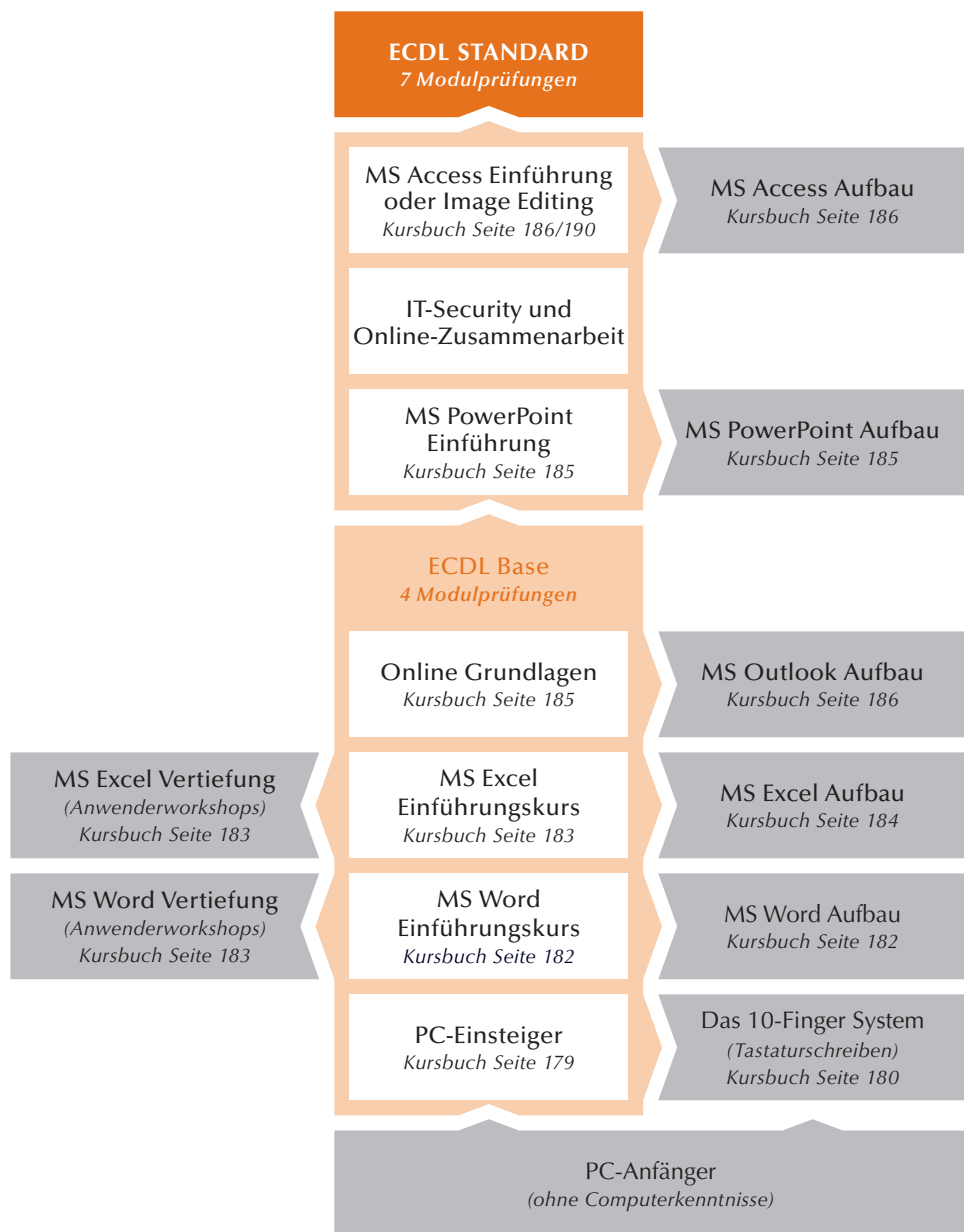 ECDL STANDARD
7 Modulprüfungen
MS Access Einführung
oder Image Editing
Kursbuch Seite 186/190
MS Access Aufbau
Kursbuch Seite 186
IT-Security und
Online-Zusammenarbeit
MS PowerPoint
Einführung
Kursbuch Seite 185
MS PowerPoint Aufbau
Kursbuch Seite 185
ECDL Base
4 Modulprüfungen
Online Grundlagen
Kursbuch Seite 185
MS Outlook Aufbau
Kursbuch Seite 186
MS Excel Vertiefung
(Anwenderworkshops)
Kursbuch Seite 183
MS Excel
Einführungskurs
Kursbuch Seite 183
MS Excel Aufbau
Kursbuch Seite 184
MS Word Vertiefung
(Anwenderworkshops)
Kursbuch Seite 183
MS Word
Einführungskurs
Kursbuch Seite 182
MS Word Aufbau
Kursbuch Seite 182
PC-Einsteiger
Kursbuch Seite 179
Das 10-Finger System
(Tastaturschreiben)
Kursbuch Seite 180
PC-Anfänger
(ohne Computerkenntnisse)